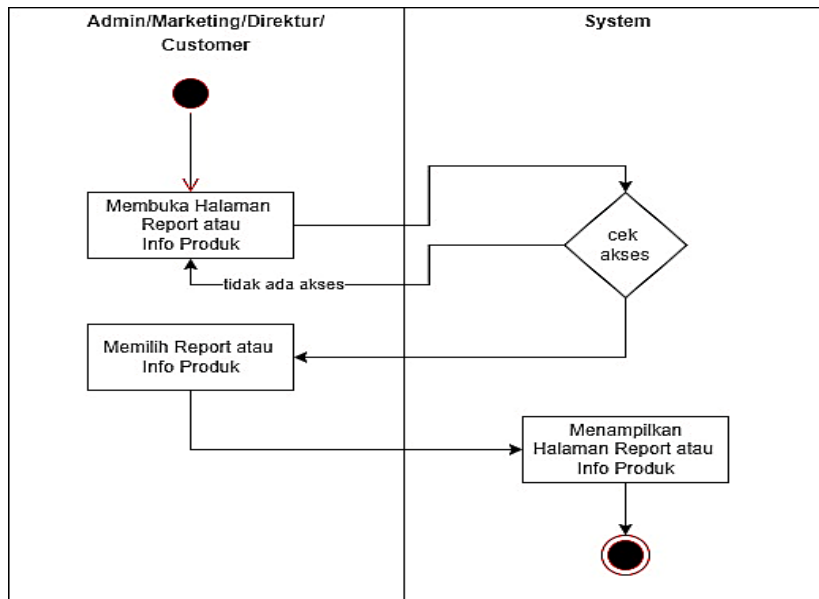 Admin/Marketing/Direktur/
Customer
System
Membuka Halaman
Report atau
Info Produk
cek
akses
tidak ada akses
Memilih Report atau
Info Produk
Menampilkan
Halaman Report atau
Info Produk